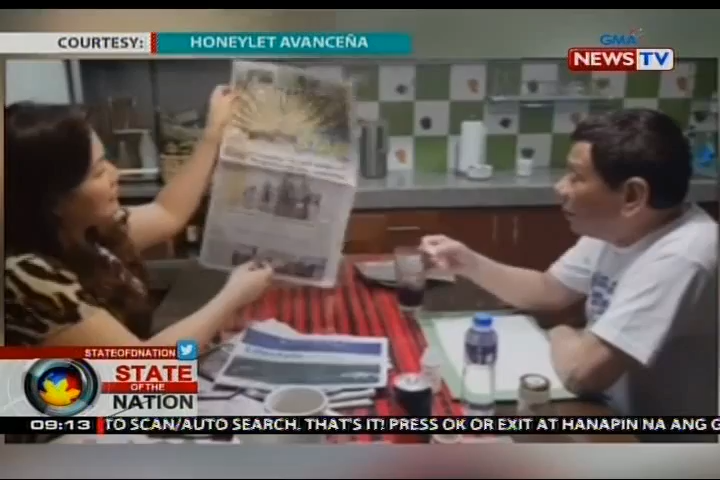 COURTESY: HONEYLET AVANCEÑA
GMA
NEWS TV
STATEOFDNATION
STATE
OF THE
NATION
09:13 TO SCAN/AUTO SEARCH. THAT'S IT! PRESS OK OR EXIT AT HANAPIN NA ANG G